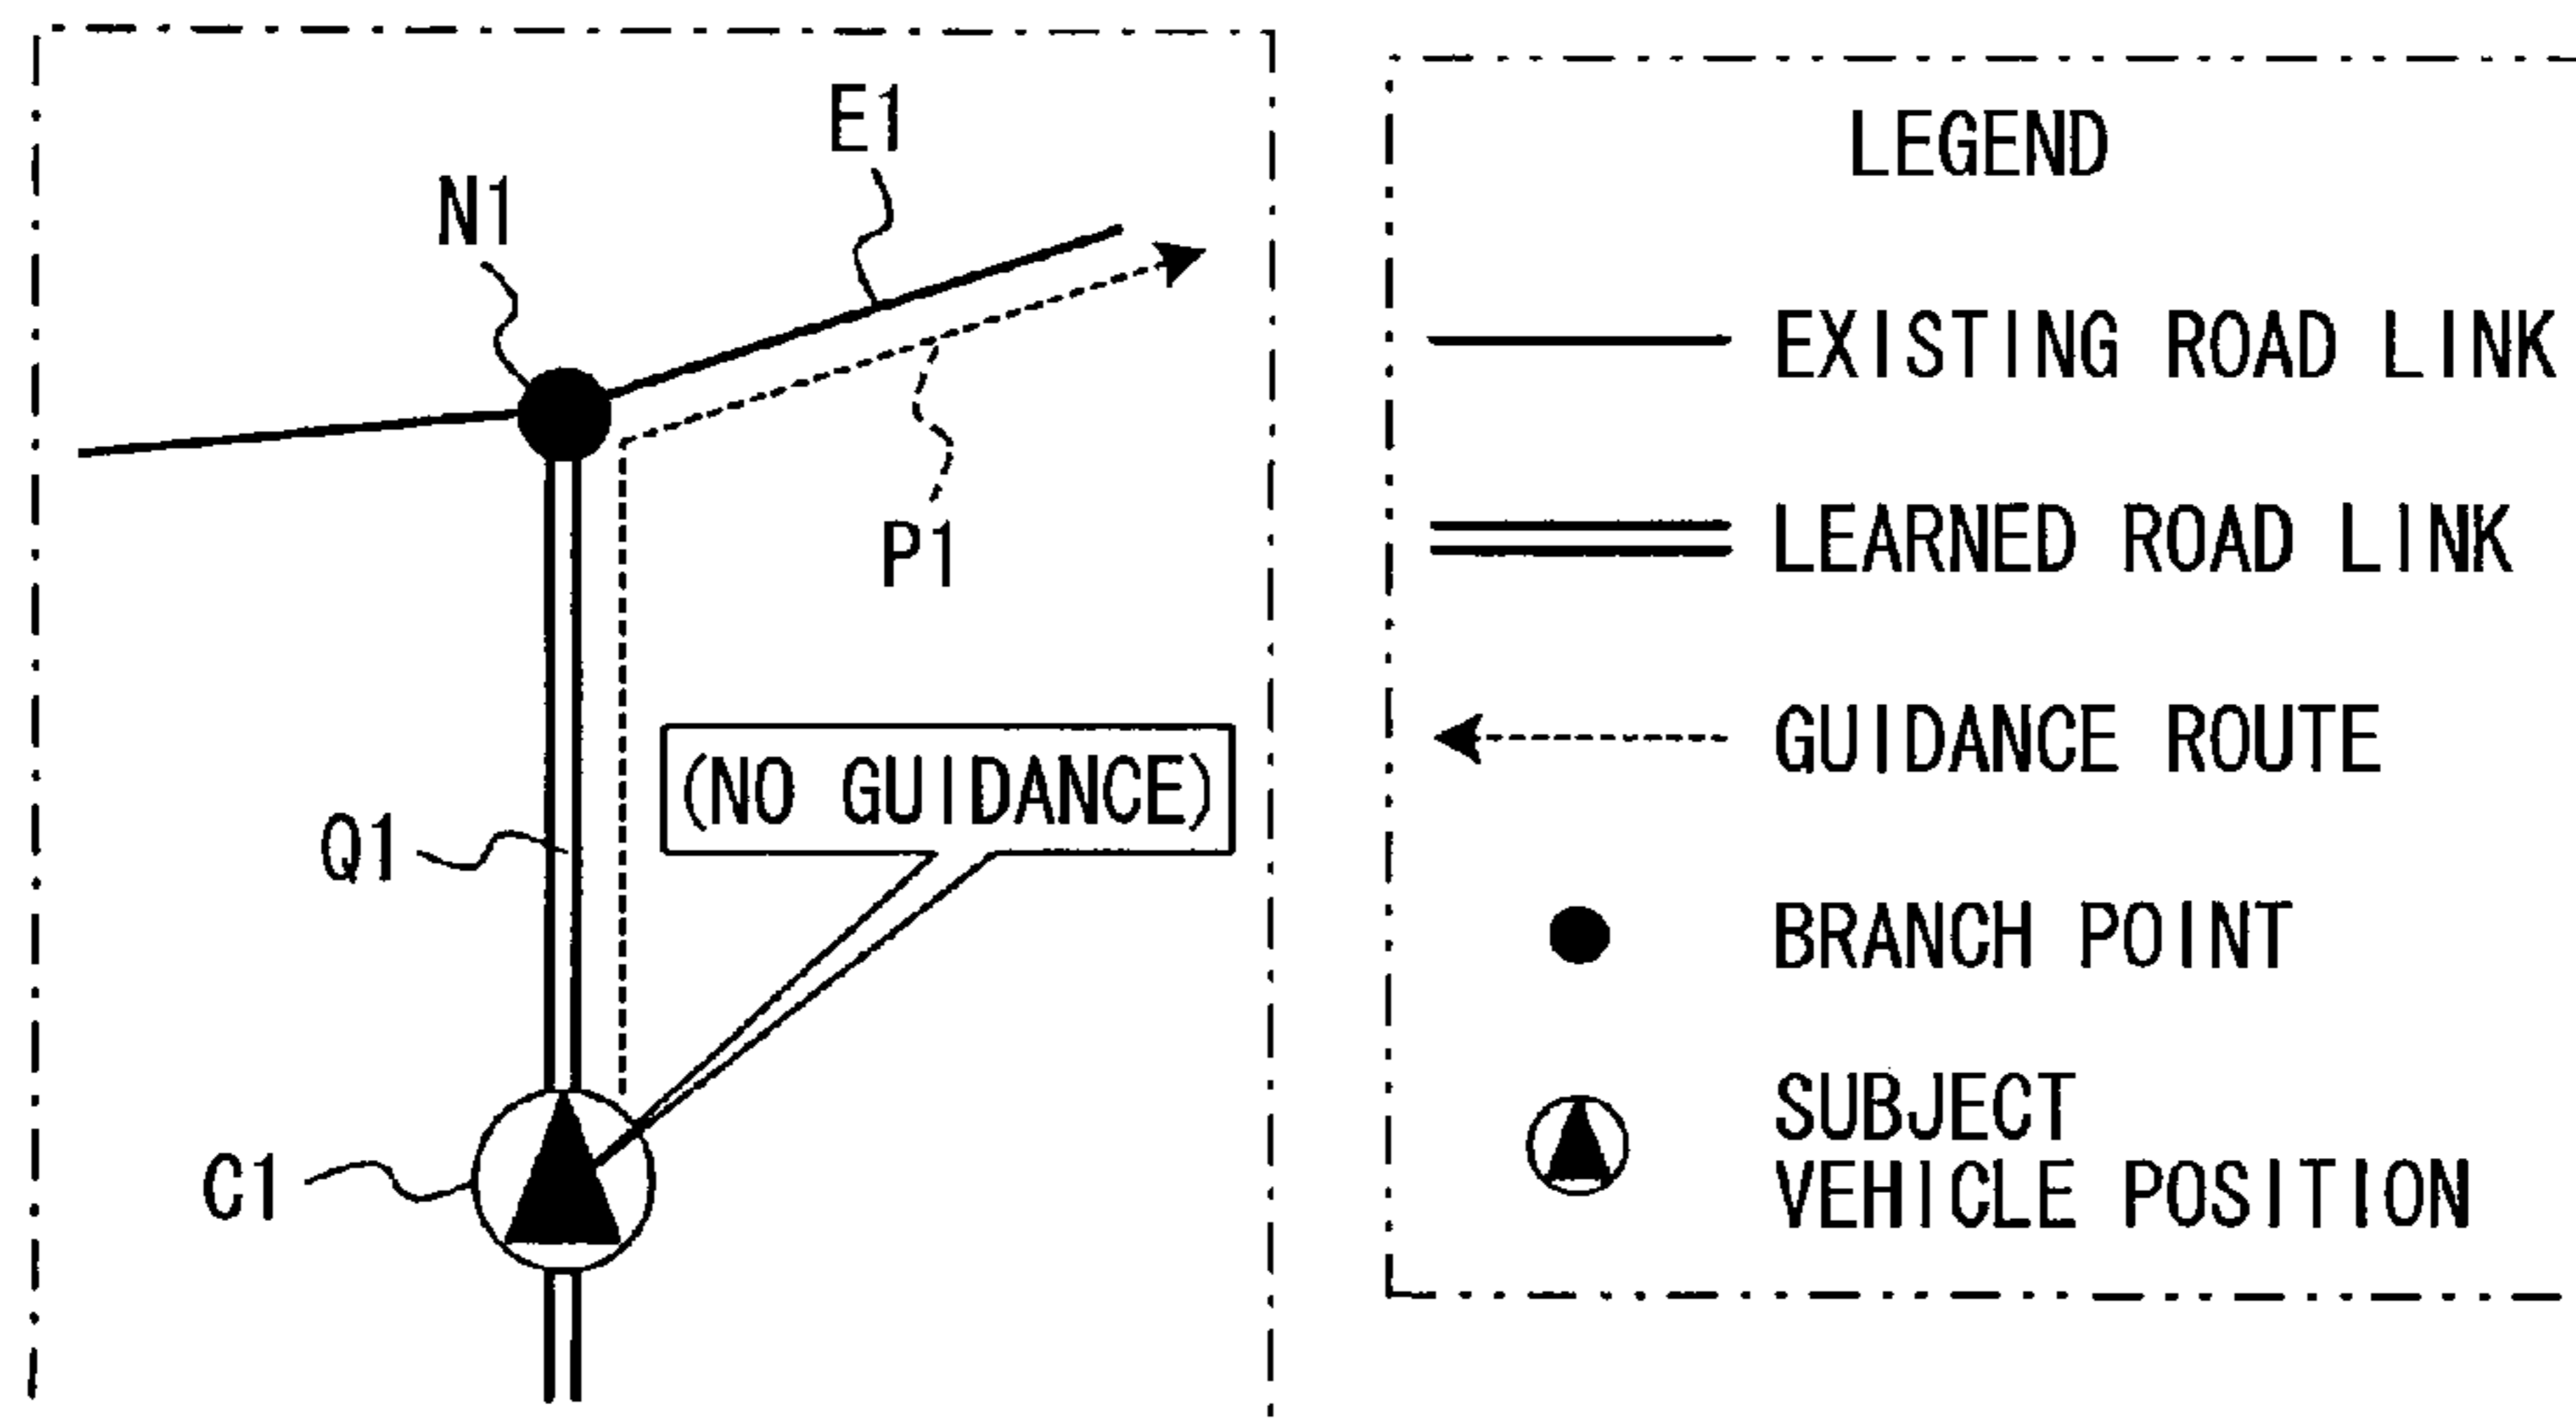 E1
N1
P1
(NO GUIDANCE)
Q1
C1
LEGEND
EXISTING ROAD LINK
LEARNED ROAD LINK
GUIDANCE ROUTE
BRANCH POINT
SUBJECT
VEHICLE POSITION